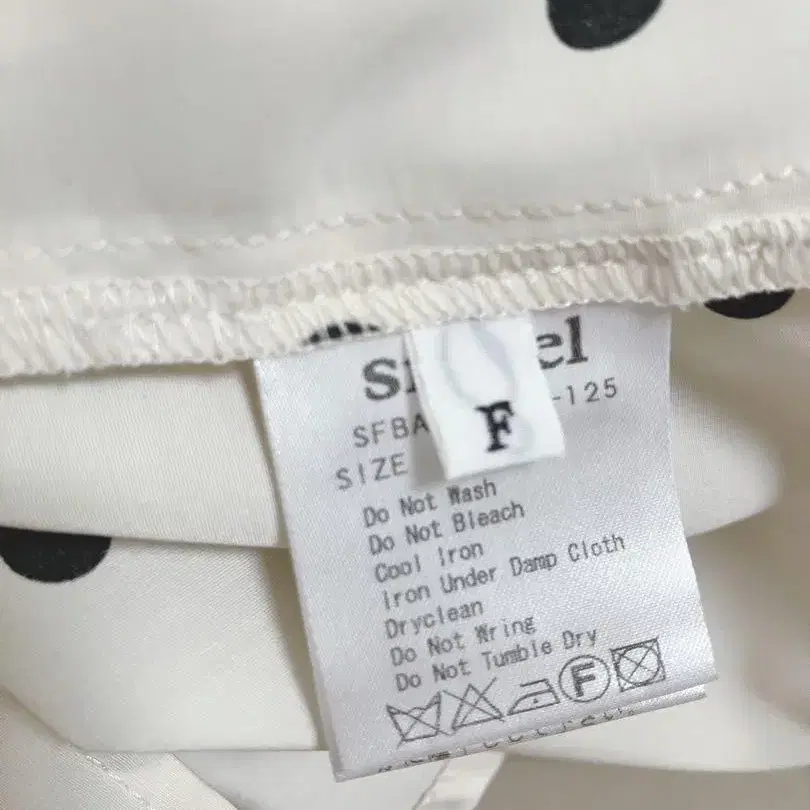 F
SFBA -125
SIZE
Do Not Wash
Do Not Bleach
Cool Iron
Iron Under Damp Cloth
Dryclean
Do Not Wring
Do Not Tumble Dry
F